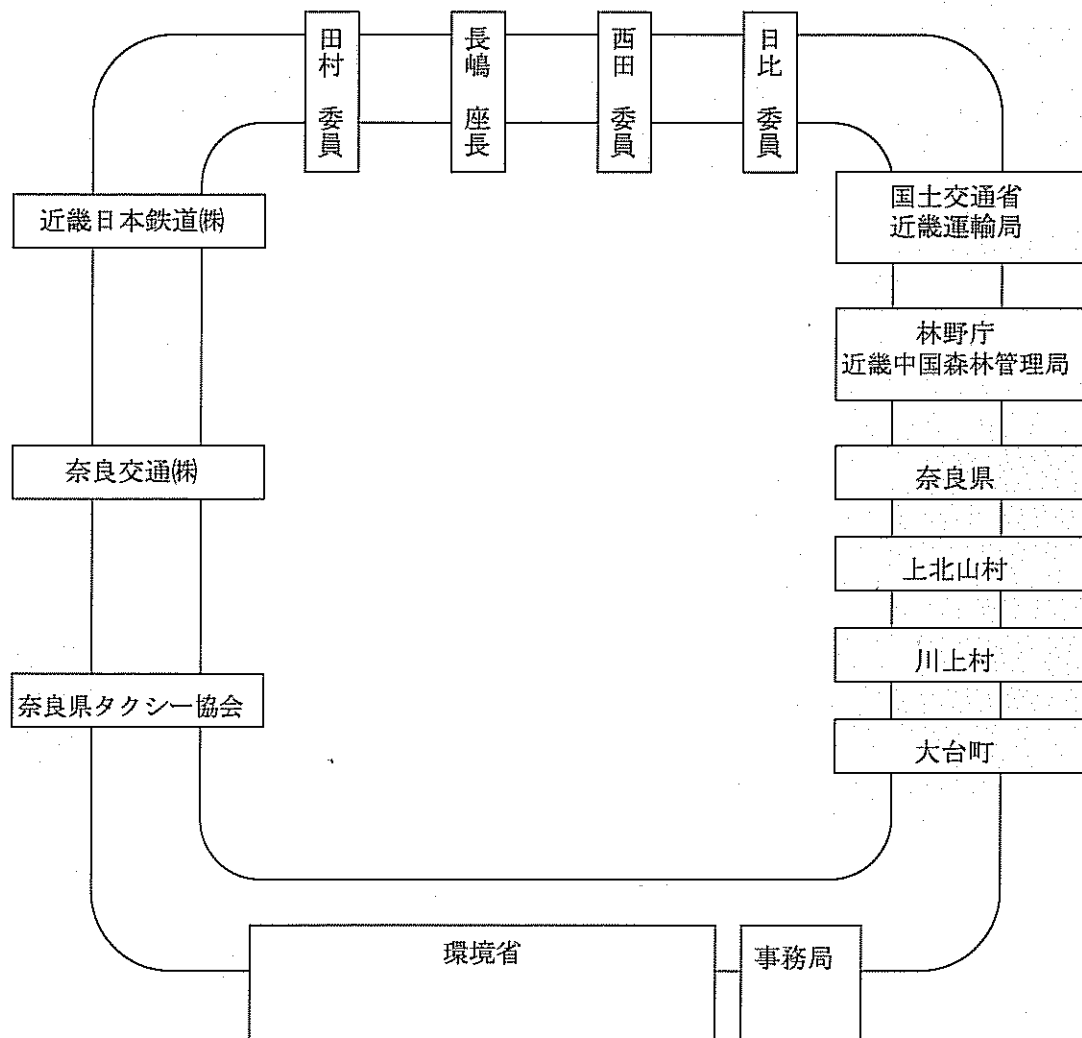 田村 委員
長嶋 座長
西田 委員
日比 委員
近畿日本鉄道㈱
奈良交通㈱
奈良県タクシー協会
国土交通省
近畿運輸局
林野庁
近畿中国森林管理局
奈良県
上北山村
川上村
大台町
環境省
事務局